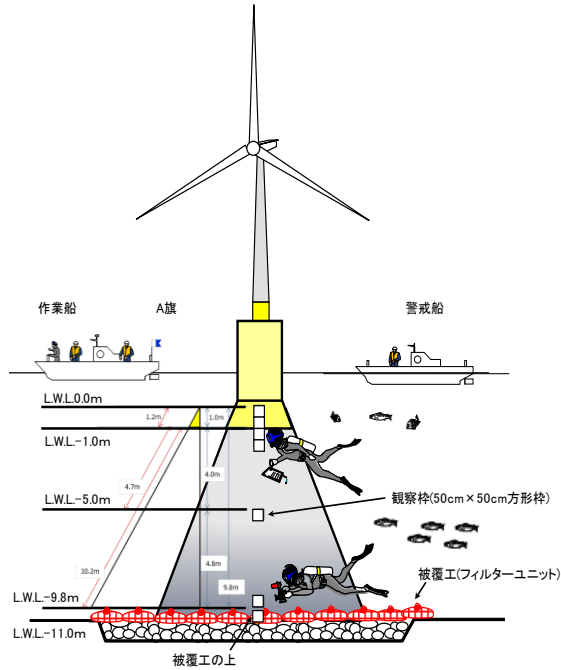 作業船
A旗
警戒船
L.W.L.0.0m
1.2m
1.0m
L.W.L.-1.0m
4.0m
4.7m
L.W.L.-5.0m
観察枠(50cm×50cm方形枠)
4.8m
10.2m
9.8m
被覆工(フィルターユニット)
L.W.L.-9.8m
L.W.L.-11.0m
被覆工の上